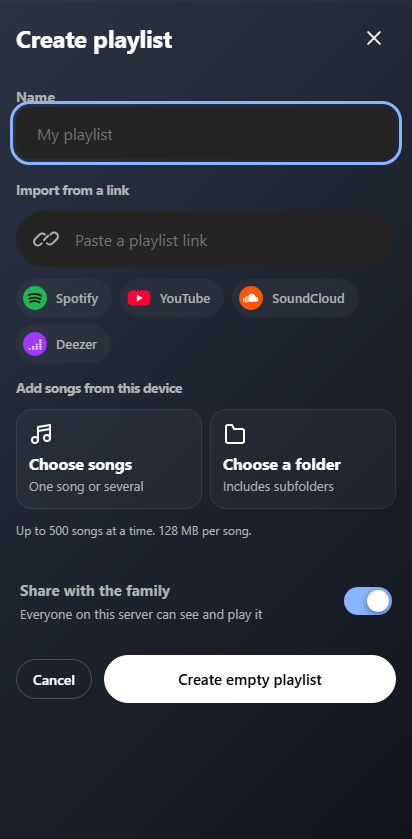 Create playlist
Name
My playlist
Import from a link
Paste a playlist link
Spotify
YouTube
SoundCloud
Deezer
Add songs from this device
Choose songs
One song or several
Choose a folder
Includes subfolders
Up to 500 songs at a time. 128 MB per song.
Share with the family
Everyone on this server can see and play it
Cancel
Create empty playlist